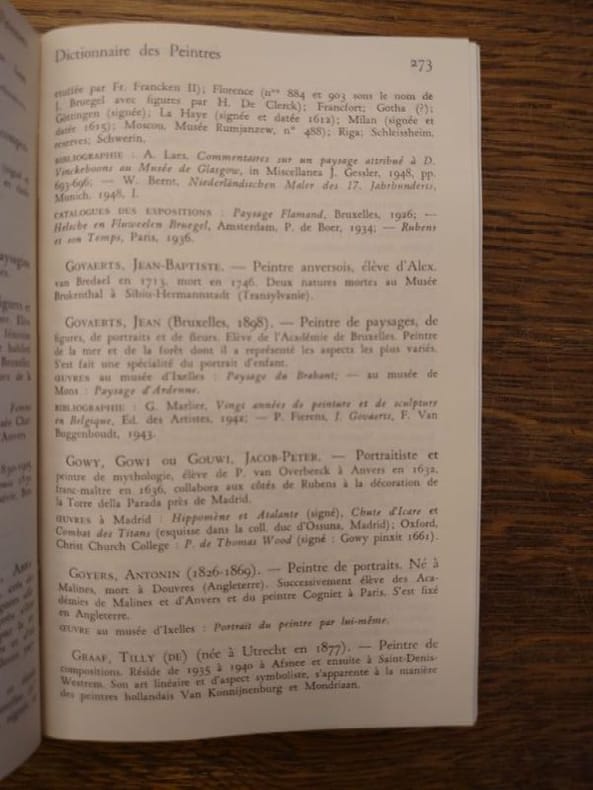 Dictionnaire des Peintres 273
étoffée par Fr. Francken II); Florence (nos 884 et 903 sous le nom de
J. Bruegel avec figures par H. De Clerck); Francfort; Gotha (?);
Göttingen (signée); La Haye (signée et datée 1612); Milan (signée et
datée 1615); Moscou, Musée Rumjanzew, n° 488); Riga; Schleissheim,
réserves; Schwerin.
BIBLIOGRAPHIE : A. Laes, Commentaires sur un paysage attribué à D.
Vinckeboons au Musée de Glasgow, in Miscellanea J. Gessler, 1948, pp.
693-696; — W. Bernt, Niederländischen Maler des 17. Jahrhunderts,
Munich, 1948, I.
CATALOGUES DES EXPOSITIONS : Paysage Flamand, Bruxelles, 1926; —
Helsche en Fluweelen Bruegel, Amsterdam, P. de Boer, 1934; — Rubens
et son Temps, Paris, 1936.
GOVAERTS, JEAN-BAPTISTE. — Peintre anversois, élève d'Alex.
van Bredael en 1713, mort en 1746. Deux natures mortes au Musée
Brukenthal à Sibiu-Hermannstadt (Transylvanie).
GOVAERTS, JEAN (Bruxelles, 1898). — Peintre de paysages, de
figures, de portraits et de fleurs. Elève de l'Académie de Bruxelles. Peintre
de la mer et de la forêt dont il a représenté les aspects les plus variés.
S'est fait une spécialité du portrait d'enfant.
ŒUVRES au musée d'Ixelles : Paysage du Brabant; — au musée de
Mons : Paysage d'Ardenne.
BIBLIOGRAPHIE : G. Marlier, Vingt années de peinture et de sculpture
en Belgique, Ed. des Artistes, 1942; — P. Fierens, J. Govaerts, F. Van
Buggenhoudt, 1943.
GOWY, GOWI OU GOUWI, JACOB-PETER. — Portraitiste et
peintre de mythologie, élève de P. van Overbeeck à Anvers en 1632,
franc-maître en 1636, collabora aux côtés de Rubens à la décoration de
la Torre della Parada près de Madrid.
ŒUVRES à Madrid : Hippomène et Atalante (signé), Chute d'Icare et
Combat des Titans (esquisse dans la coll. duc d'Ossuna, Madrid); Oxford,
Christ Church College : P. de Thomas Wood (signé : Gowy pinxit 1661).
GOYERS, ANTONIN (1826-1869). — Peintre de portraits. Né à
Malines, mort à Douvres (Angleterre). Successivement élève des Aca-
démies de Malines et d'Anvers et du peintre Cogniet à Paris. S'est fixé
en Angleterre.
ŒUVRE au musée d'Ixelles : Portrait du peintre par lui-même.
GRAAF, TILLY (DE) (née à Utrecht en 1877). — Peintre de
compositions. Réside de 1935 à 1940 à Afsnee et ensuite à Saint-Denis-
Westrem. Son art linéaire et d'aspect symboliste, s'apparente à la manière
des peintres hollandais Van Konnijnenburg et Mondriaan.